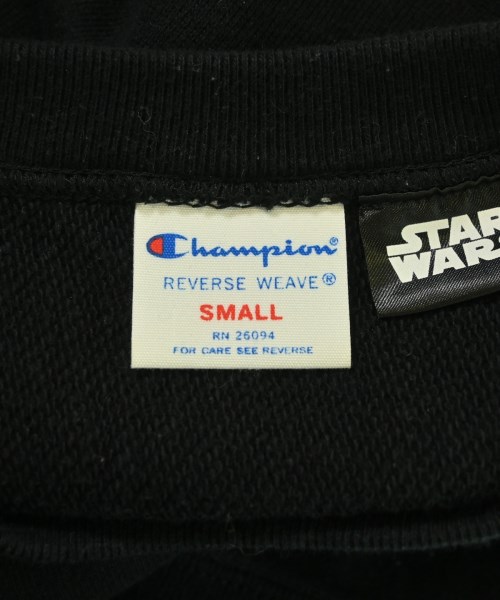 Champion®
REVERSE WEAVE®
SMALL
RN 26094
FOR CARE SEE REVERSE
STAR
WAR